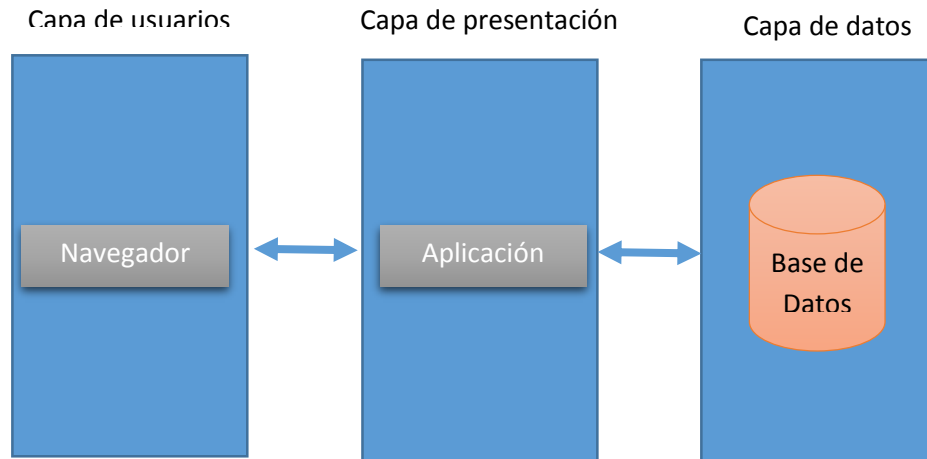 Capa de usuarios
Capa de presentación
Capa de datos
Navegador
Aplicación
Base de
Datos